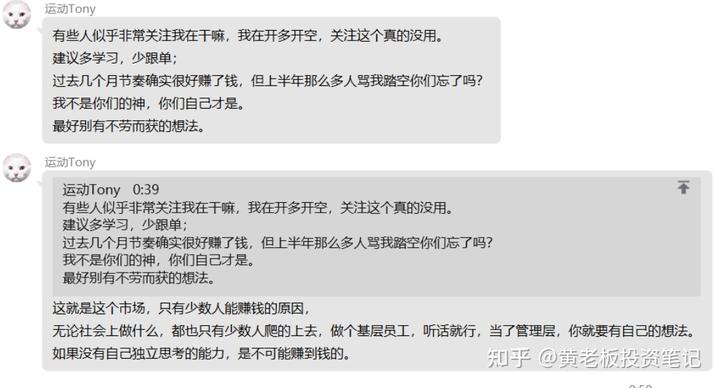 运动Tony
有些人似乎非常关注我在干嘛，我在开多开空，关注这个真的没用。
建议多学习，少跟单；
过去几个月节奏确实很好赚了钱，但上半年那么多人骂我踏空你们忘了吗？
我不是你们的神，你们自己才是。
最好别有不劳而获的想法。
运动Tony
运动Tony 0:39
有些人似乎非常关注我在干嘛，我在开多开空，关注这个真的没用。
建议多学习，少跟单；
过去几个月节奏确实很好赚了钱，但上半年那么多人骂我踏空你们忘了吗？
我不是你们的神，你们自己才是。
最好别有不劳而获的想法。
这就是这个市场，只有少数人能赚钱的原因，
无论社会上做什么，都也只有少数人爬的上去，做个基层员工，听话就行，当了管理层，你就要有自己的想法。
如果没有自己独立思考的能力，是不可能赚到钱的。
知乎 @黄老板投资笔记